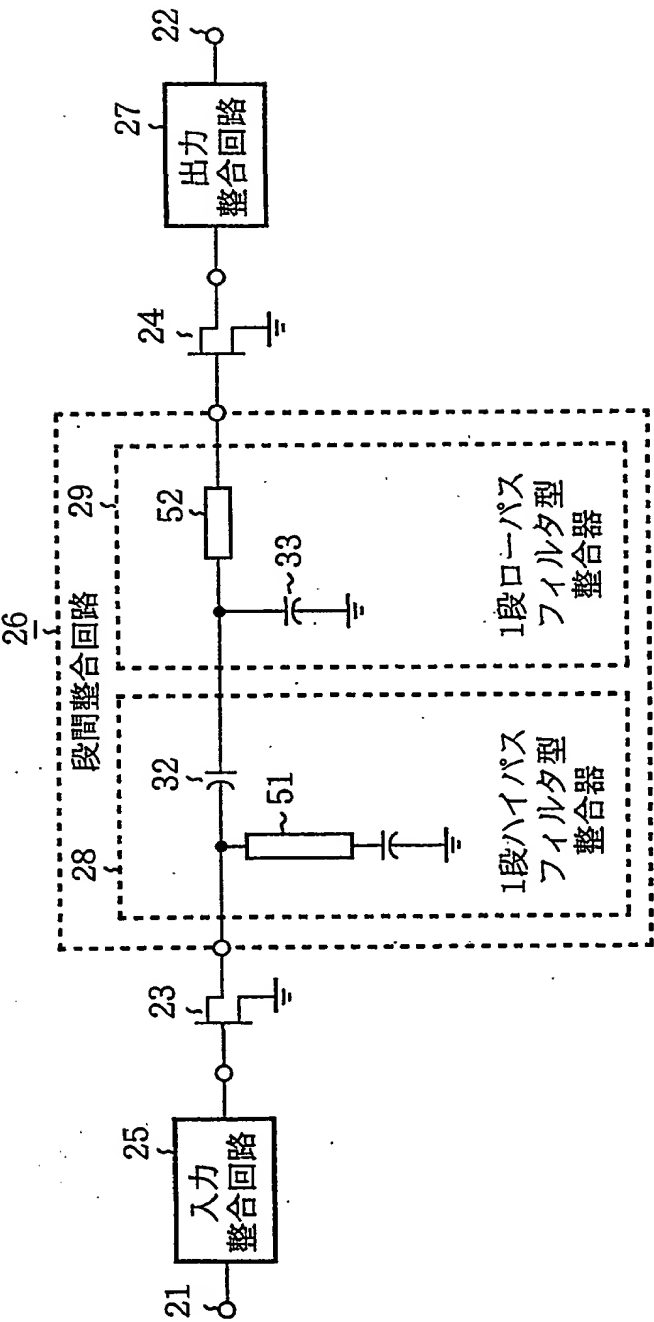 26
段間整合回路
28
29
21
25
入力
整合回路
23
32
51
52
33
24
27
出力
整合回路
22
1段ハイパス
フィルタ型
整合器
1段ローパス
フィルタ型
整合器